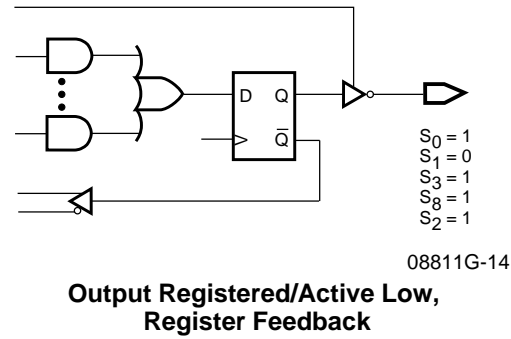 D Q
Q̅
S0 = 1
S1 = 0
S3 = 1
S8 = 1
S2 = 1
08811G-14
Output Registered/Active Low,
Register Feedback